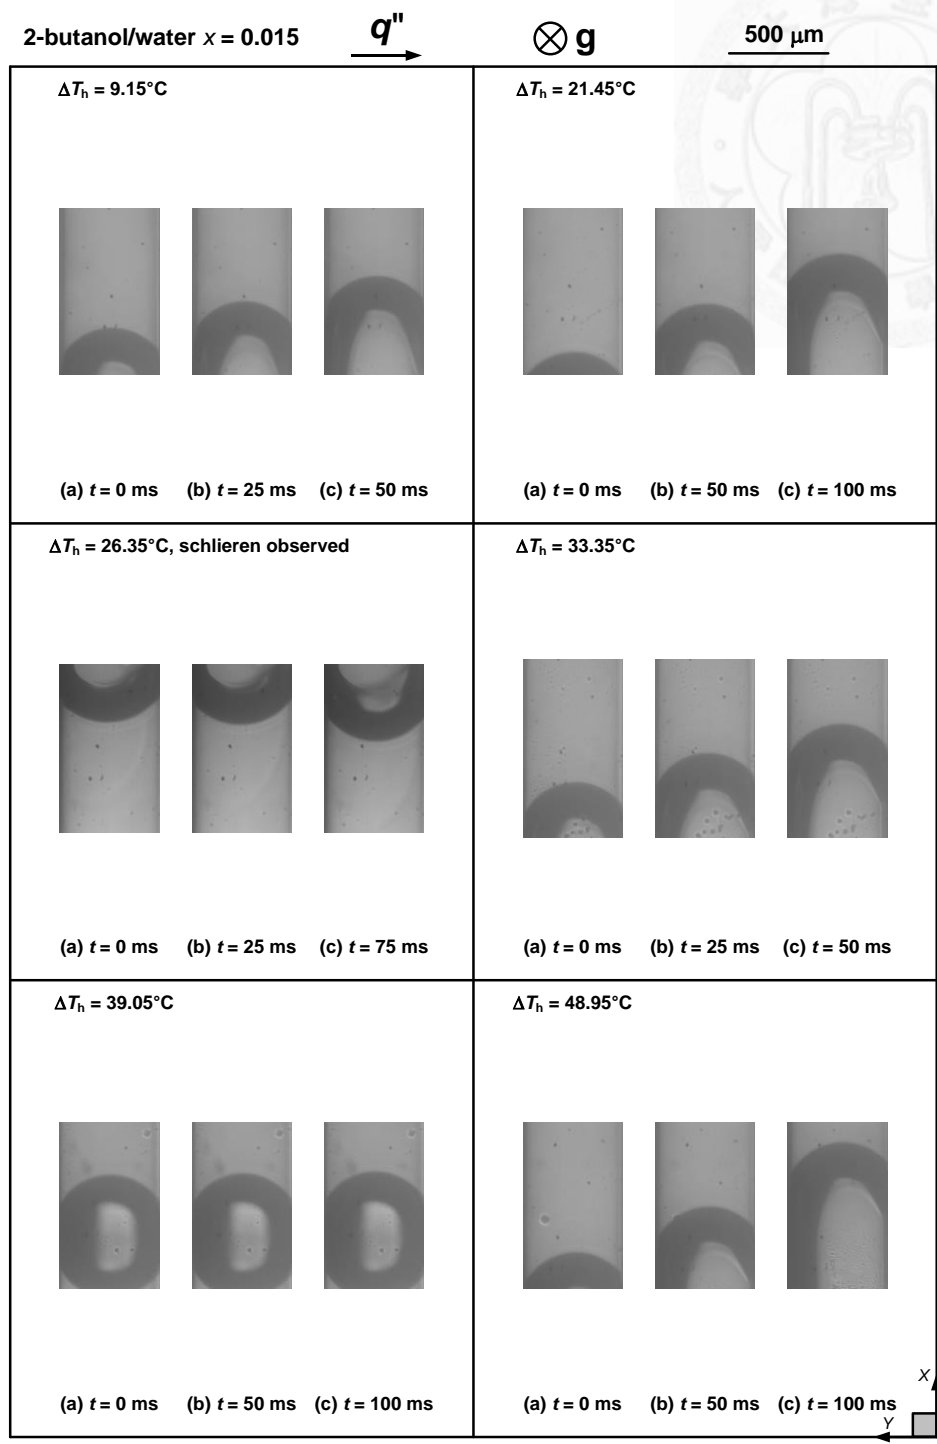 2-butanol/water x = 0.015 q" ⊗ g 500 μm
ΔTh = 9.15°C ΔTh = 21.45°C
(a) t = 0 ms (b) t = 25 ms (c) t = 50 ms (a) t = 0 ms (b) t = 50 ms (c) t = 100 ms
ΔTh = 26.35°C, schlieren observed ΔTh = 33.35°C
(a) t = 0 ms (b) t = 25 ms (c) t = 75 ms (a) t = 0 ms (b) t = 25 ms (c) t = 50 ms
ΔTh = 39.05°C ΔTh = 48.95°C
(a) t = 0 ms (b) t = 50 ms (c) t = 100 ms (a) t = 0 ms (b) t = 50 ms (c) t = 100 ms
X
Y